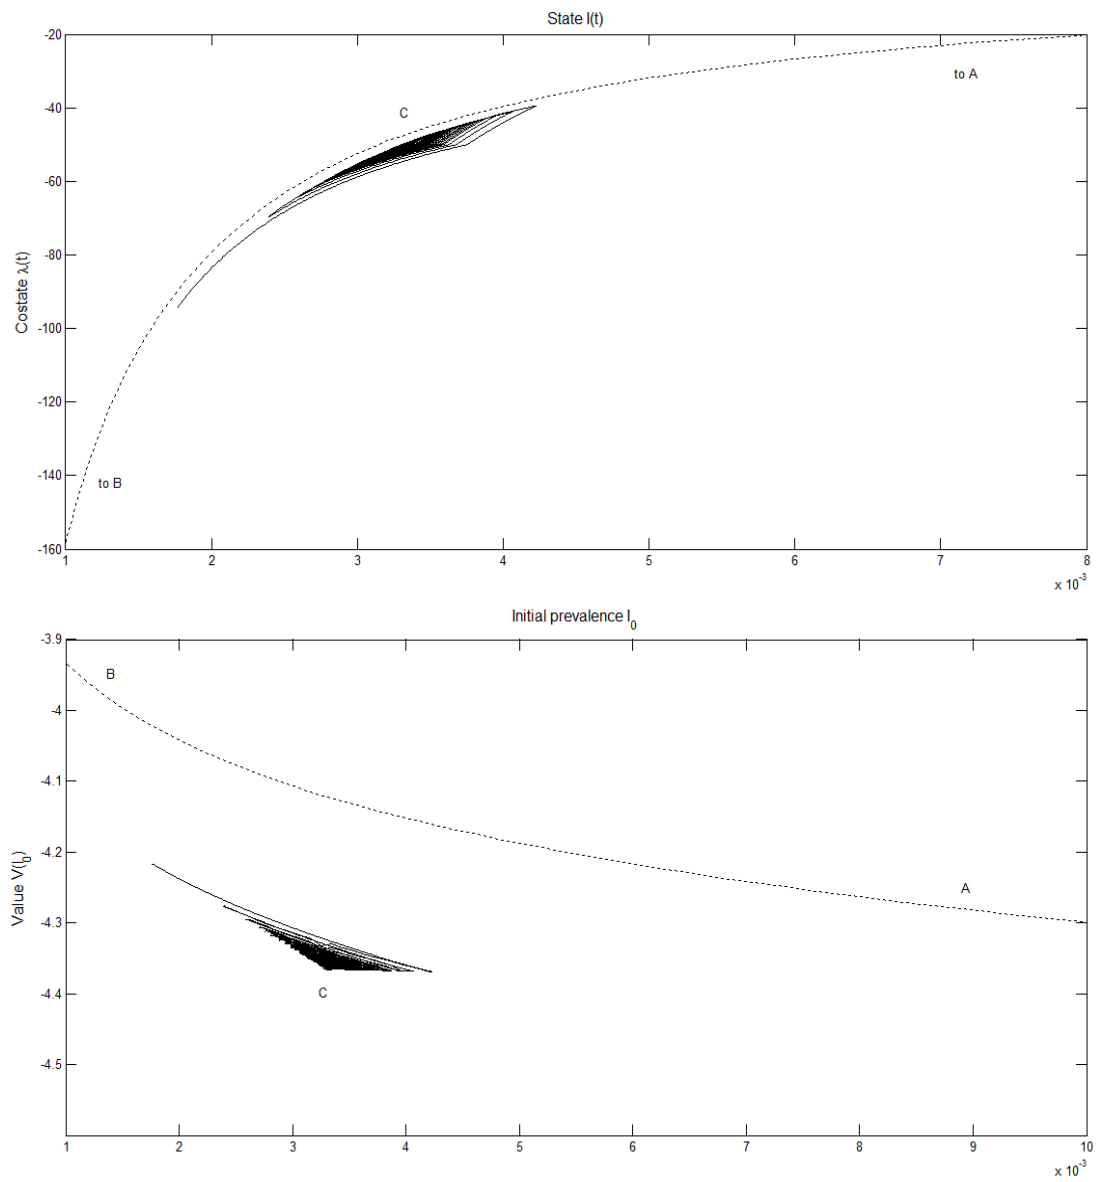 State I(t)
-20
to A
-40
C
-60
-80
Costate λ(t)
-100
-120
-140
to B
-160
1 2 3 4 5 6 7 8
x 10^-3
Initial prevalence I_0
-3.9
B
-4
-4.1
-4.2
Value V(I_0)
A
-4.3
C
-4.4
-4.5
1 2 3 4 5 6 7 8 9 10
x 10^-3